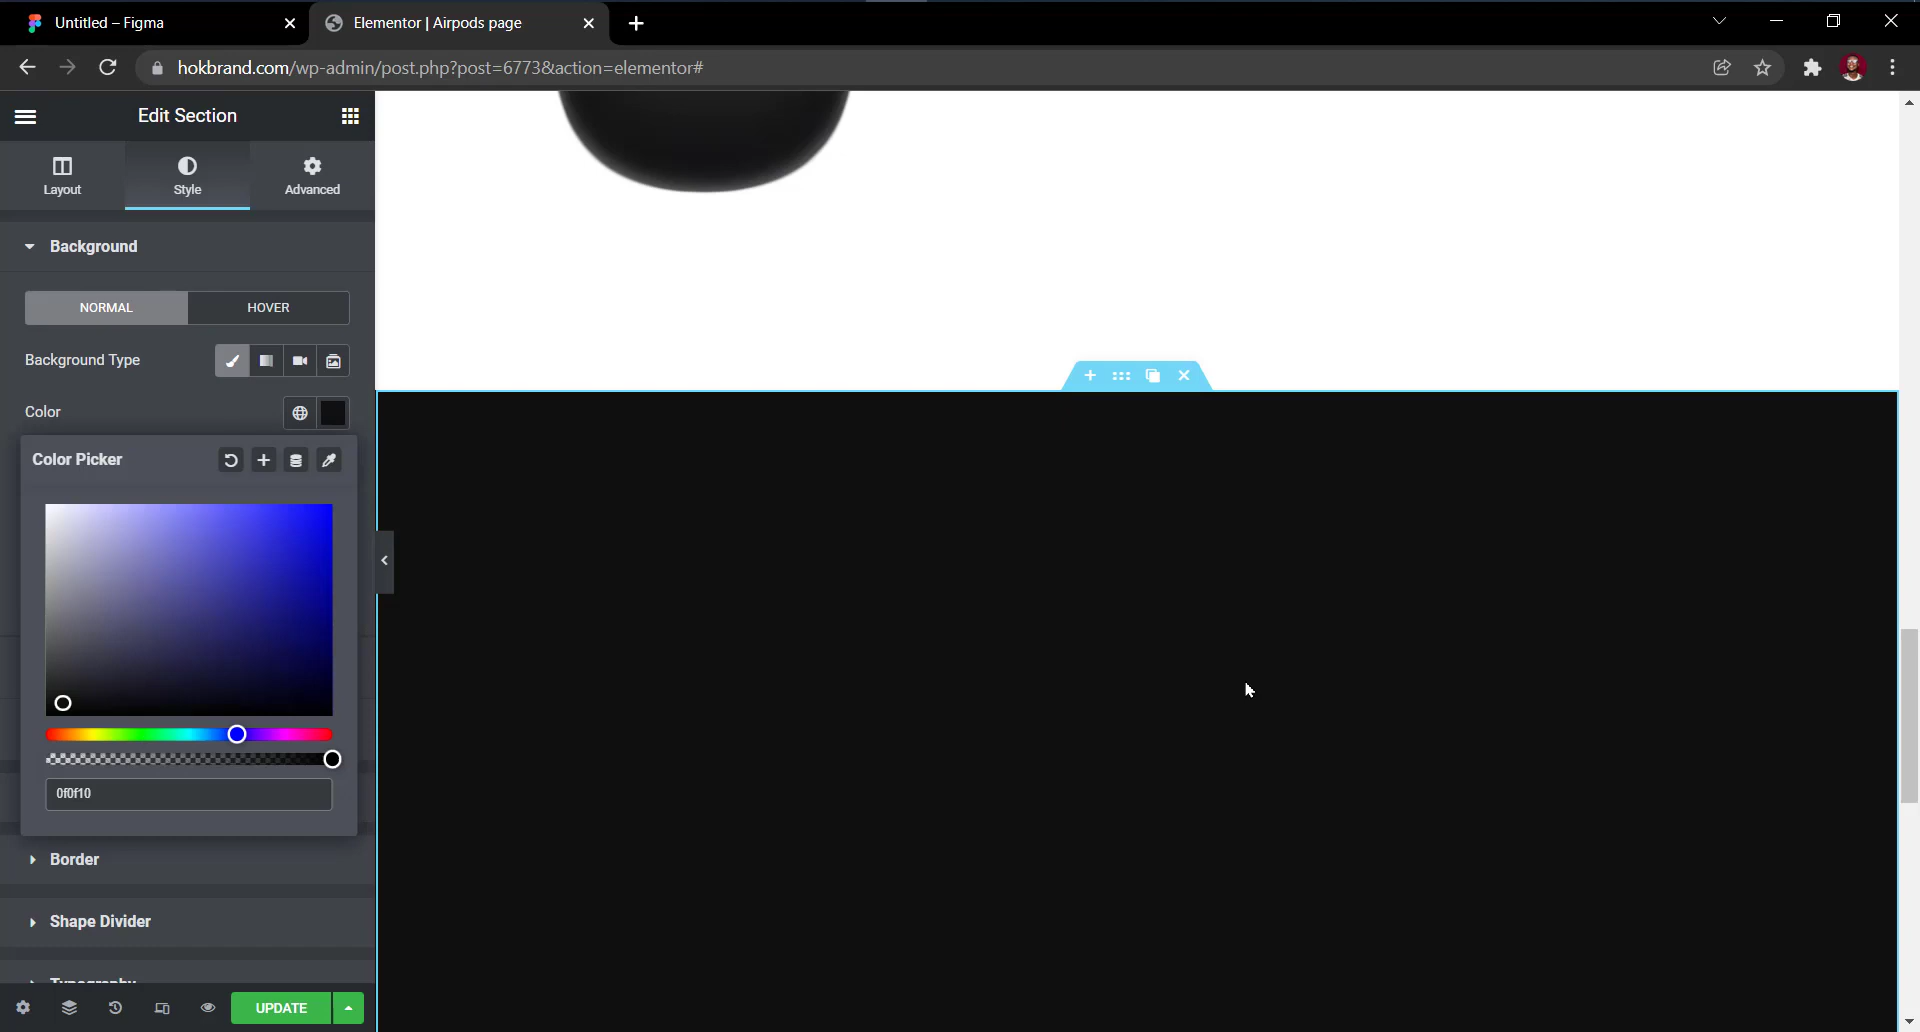 Untitled – Figma
Elementor | Airpods page
hokbrand.com/wp-admin/post.php?post=6773&action=elementor#
Edit Section
Layout
Style
Advanced
Background
NORMAL
HOVER
Background Type
Color
Color Picker
0f0f10
Border
Shape Divider
Typography
UPDATE